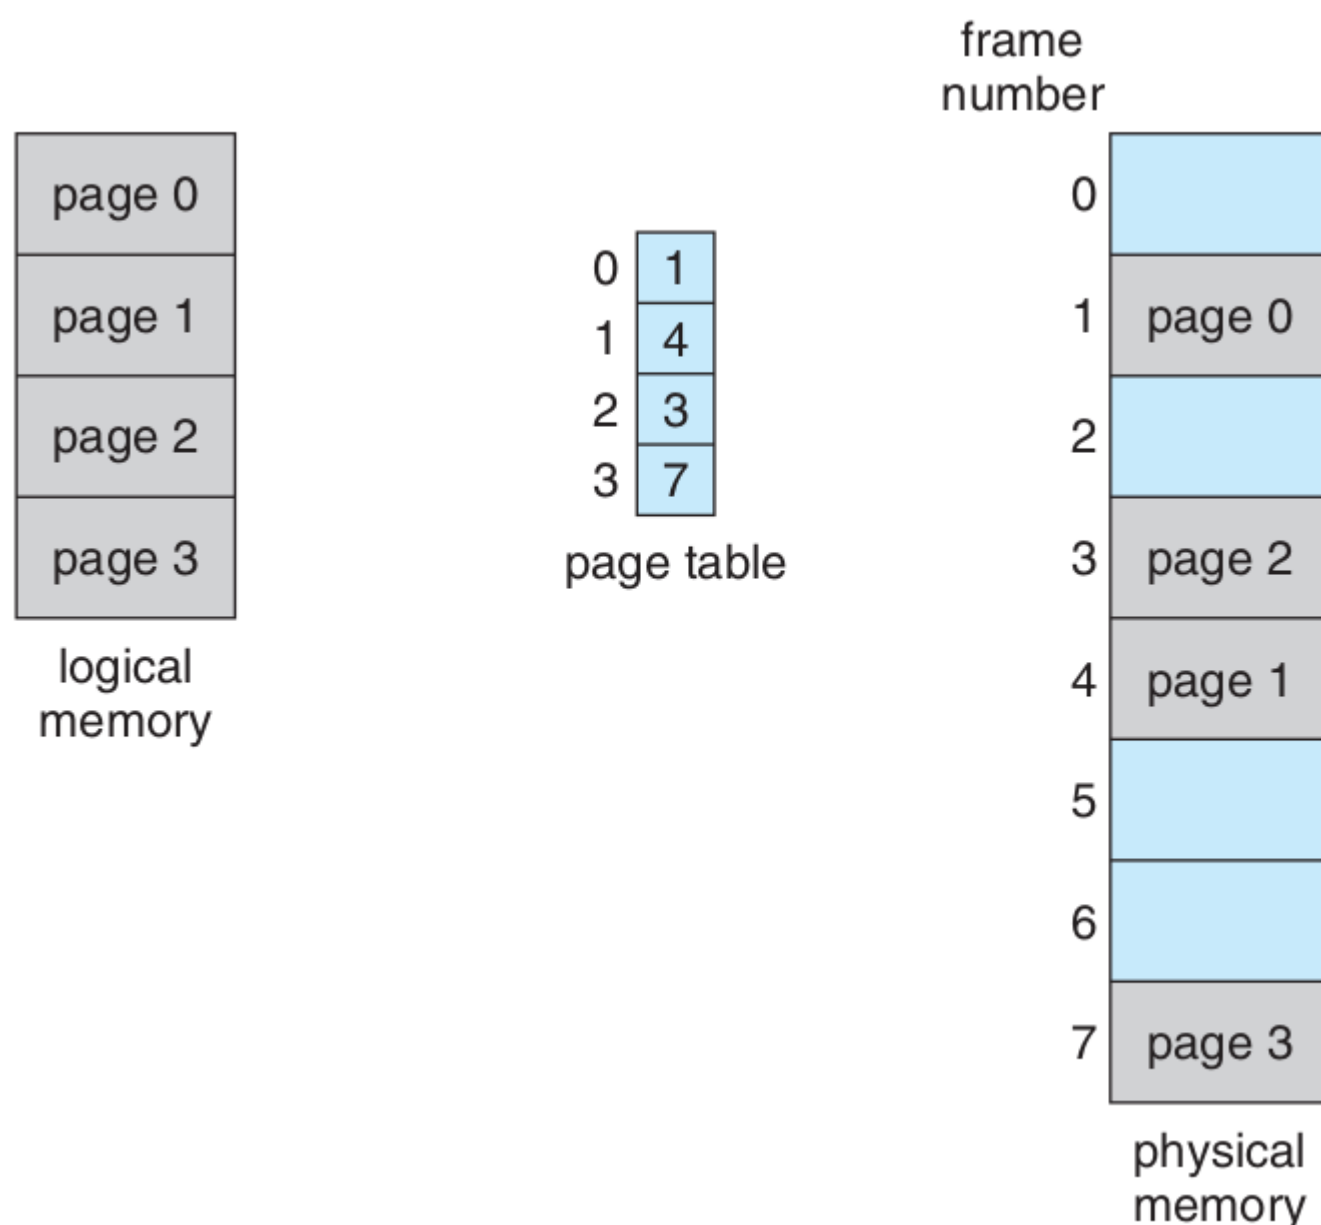 page 0
page 1
page 2
page 3
logical
memory
0 1
1 4
2 3
3 7
page table
frame
number
0
1 page 0
2
3 page 2
4 page 1
5
6
7 page 3
physical
memory